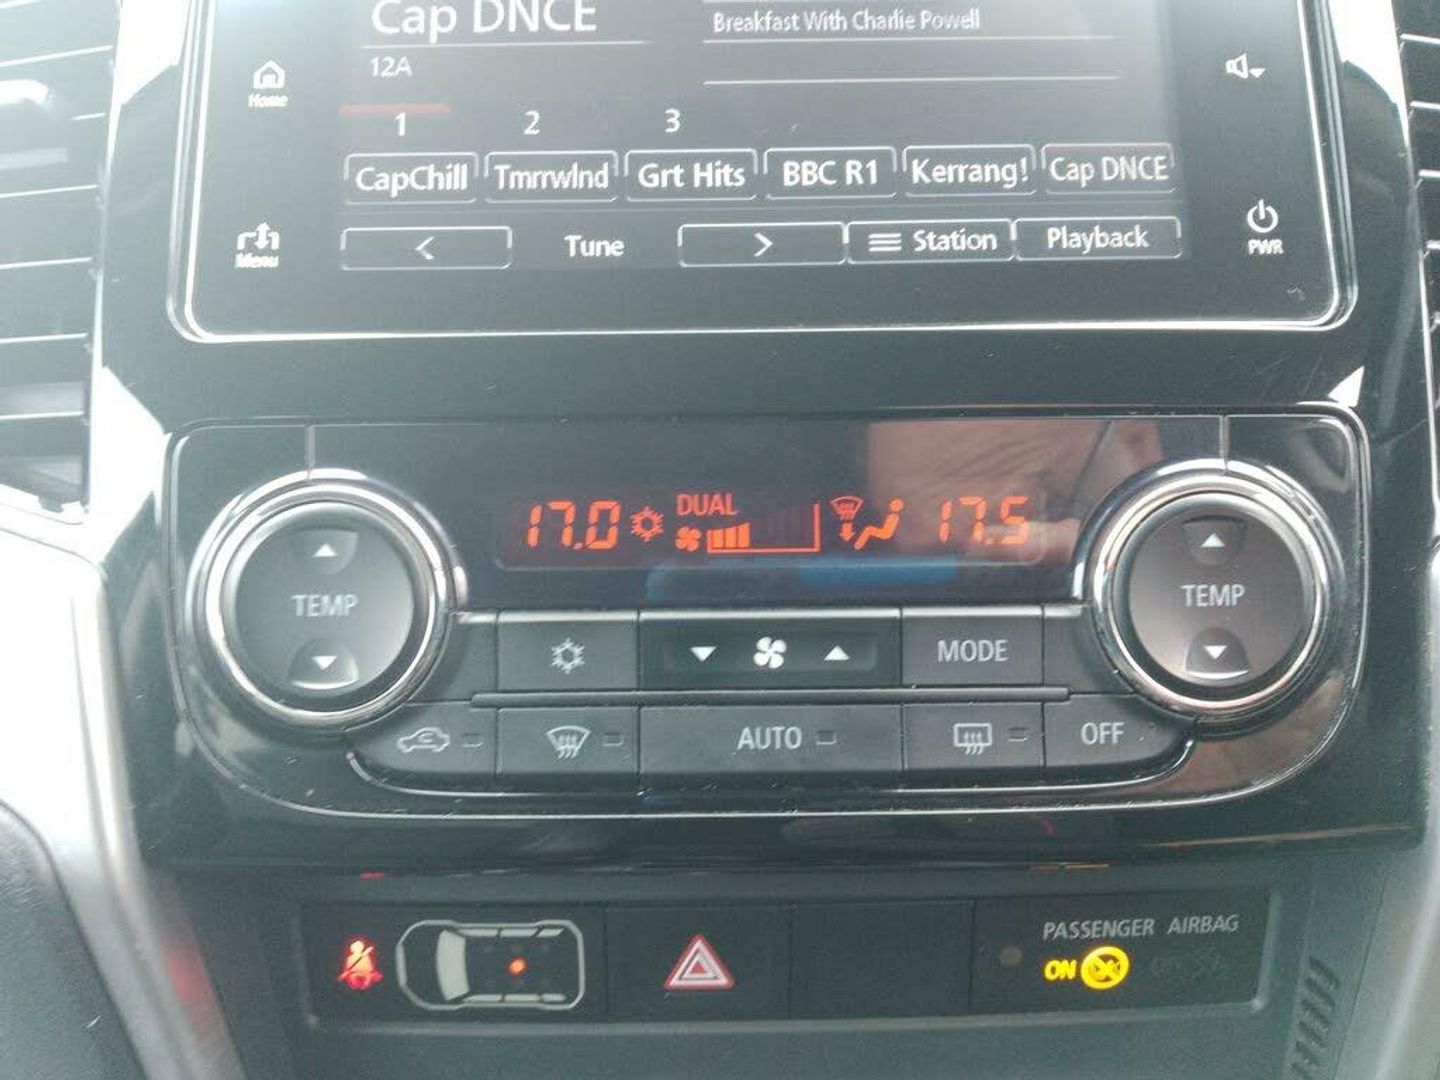 Cap DNCE
Breakfast With Charlie Powell
12A
Home
1 2 3
CapChill Tmrrwlnd Grt Hits BBC R1 Kerrang! Cap DNCE
Menu
< Tune > Station Playback
PWR
17.0 DUAL 17.5
TEMP TEMP
MODE
AUTO OFF
PASSENGER AIRBAG
ON